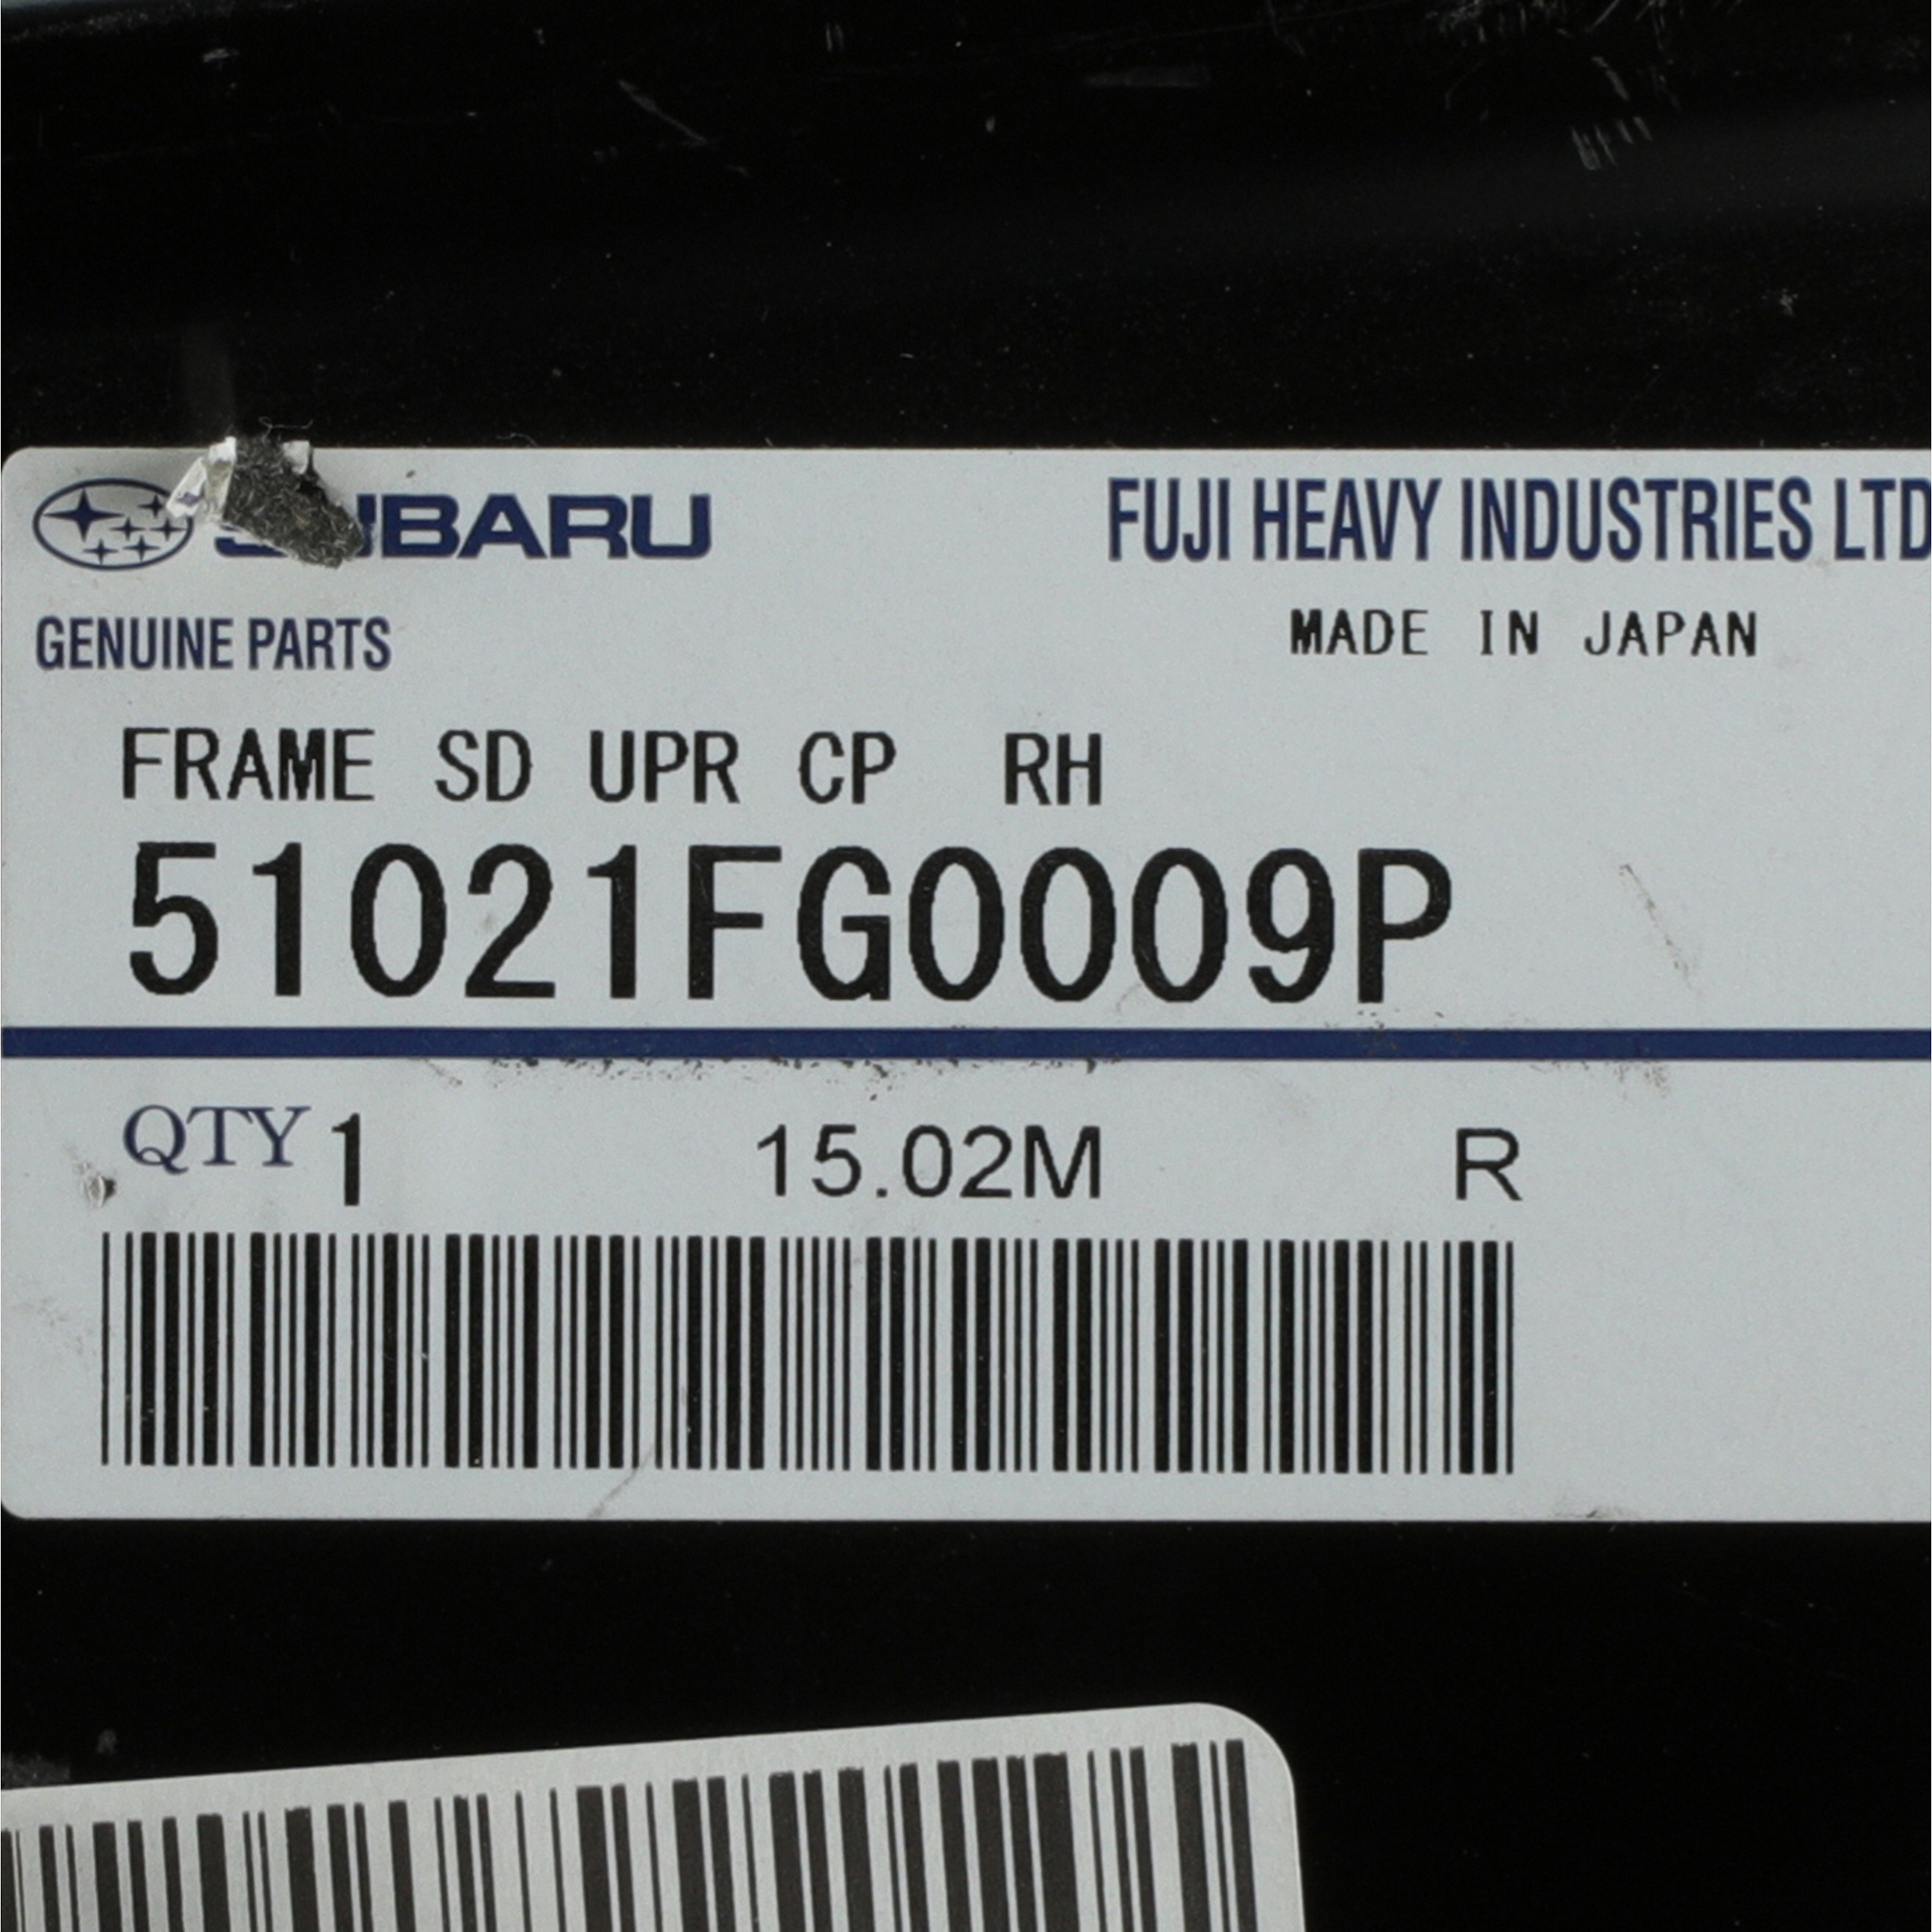 SUBARU
FUJI HEAVY INDUSTRIES LTD
GENUINE PARTS
MADE IN JAPAN
FRAME SD UPR CP RH
51021FG0009P
QTY 1 15.02M R